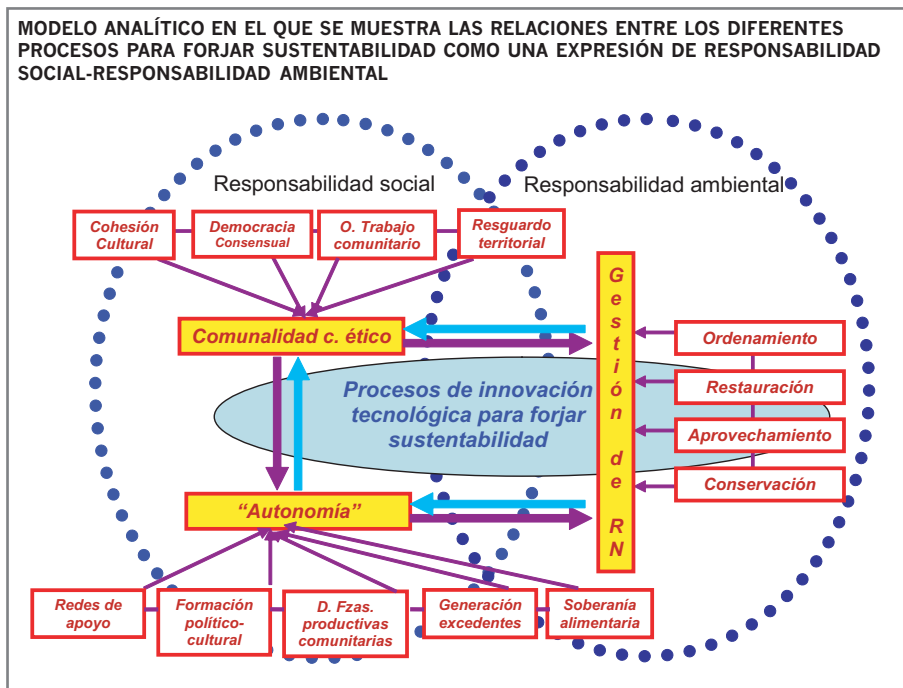 MODELO ANALÍTICO EN EL QUE SE MUESTRA LAS RELACIONES ENTRE LOS DIFERENTES
PROCESOS PARA FORJAR SUSTENTABILIDAD COMO UNA EXPRESIÓN DE RESPONSABILIDAD
SOCIAL-RESPONSABILIDAD AMBIENTAL
Responsabilidad social
Responsabilidad ambiental
Cohesión
Cultural
Democracia
Consensual
O. Trabajo
comunitario
Resguardo
territorial
Comunalidad c. ético
Gestión de RN
Ordenamiento
Restauración
Aprovechamiento
Conservación
Procesos de innovación
tecnológica para forjar
sustentabilidad
“Autonomía”
Redes de
apoyo
Formación
político-
cultural
D. Fzas.
productivas
comunitarias
Generación
excedentes
Soberanía
alimentaria